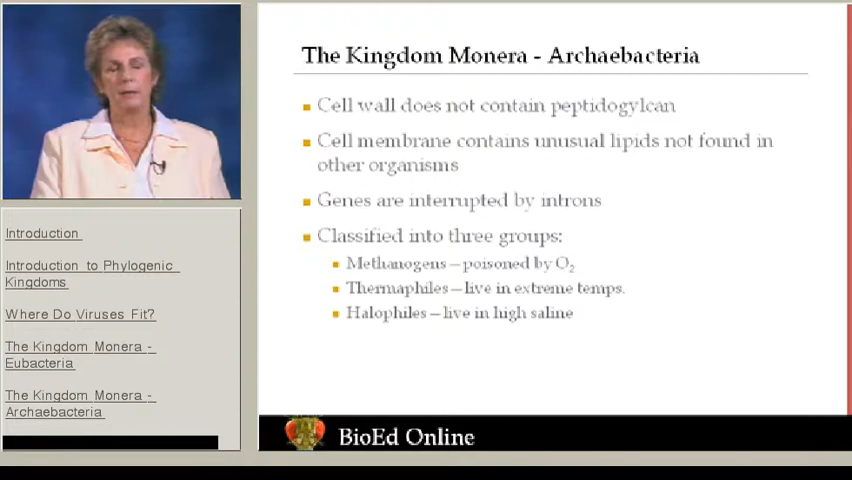 The Kingdom Monera - Archaebacteria
Cell wall does not contain peptidogylcan
Cell membrane contains unusual lipids not found in
other organisms
Genes are interrupted by introns
Classified into three groups:
Methanogens – poisoned by O2
Thermaphiles – live in extreme temps.
Halophiles – live in high saline
Introduction
Introduction to Phylogenic
Kingdoms
Where Do Viruses Fit?
The Kingdom Monera -
Eubacteria
The Kingdom Monera -
Archaebacteria
BioEd Online